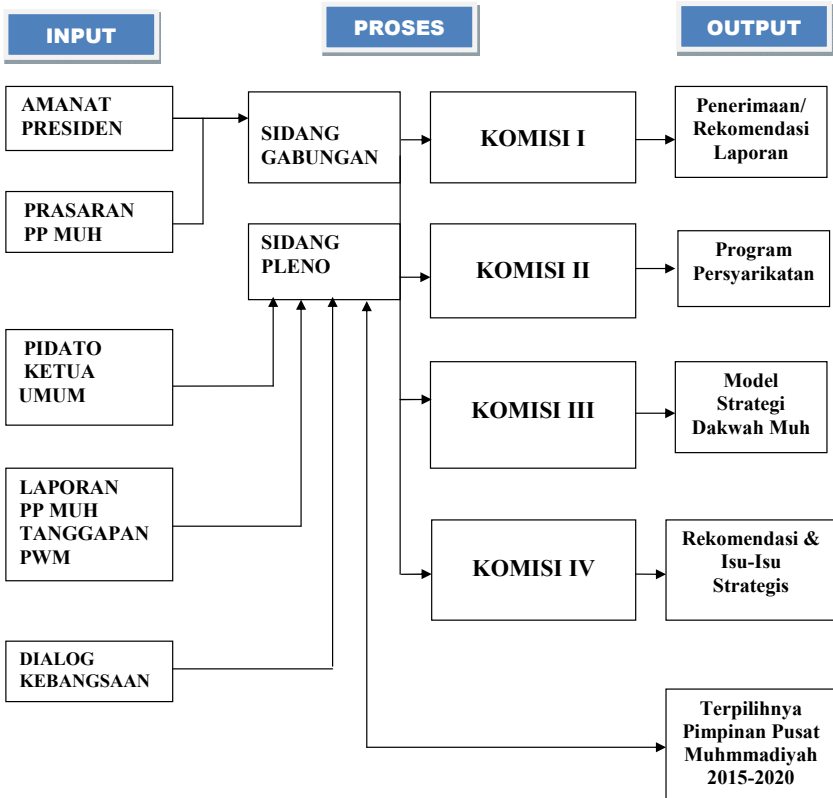 INPUT
PROSES
OUTPUT
AMANAT
PRESIDEN
PRASARAN
PP MUH
PIDATO
KETUA
UMUM
LAPORAN
PP MUH
TANGGAPAN
PWM
DIALOG
KEBANGSAAN
SIDANG
GABUNGAN
SIDANG
PLENO
KOMISI I
KOMISI II
KOMISI III
KOMISI IV
Penerimaan/
Rekomendasi
Laporan
Program
Persyarikatan
Model
Strategi
Dakwah Muh
Rekomendasi &
Isu-Isu
Strategis
Terpilihnya
Pimpinan Pusat
Muhmmadiyah
2015-2020